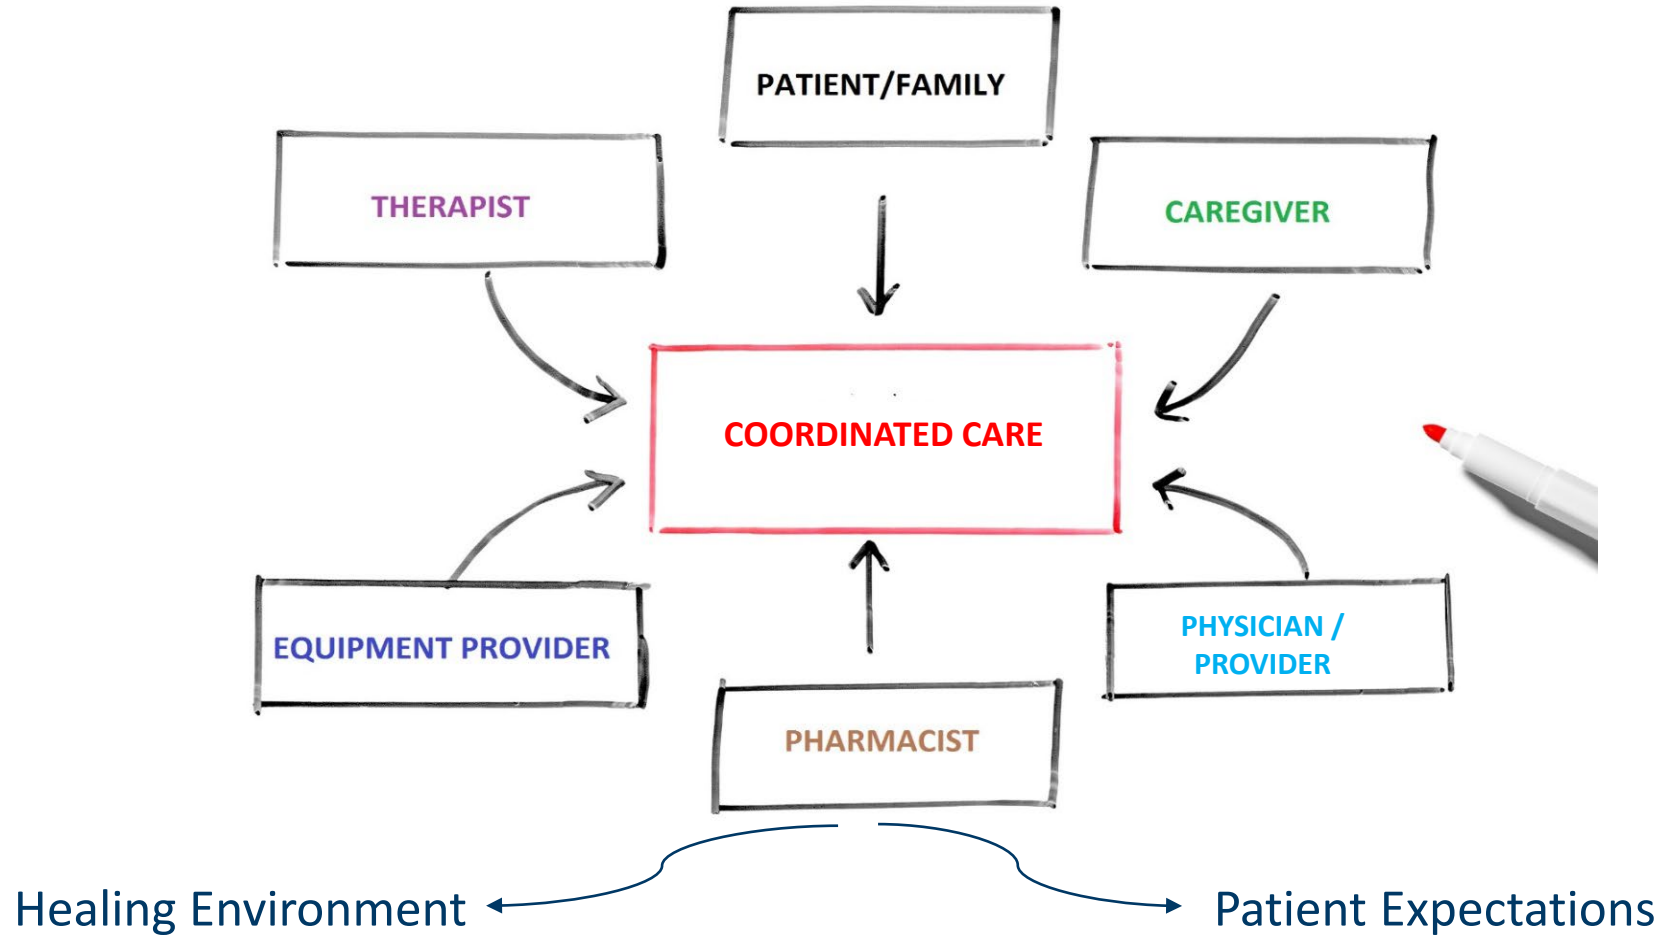 PATIENT/FAMILY
THERAPIST
CAREGIVER
COORDINATED CARE
EQUIPMENT PROVIDER
PHYSICIAN /
PROVIDER
PHARMACIST
Healing Environment
Patient Expectations